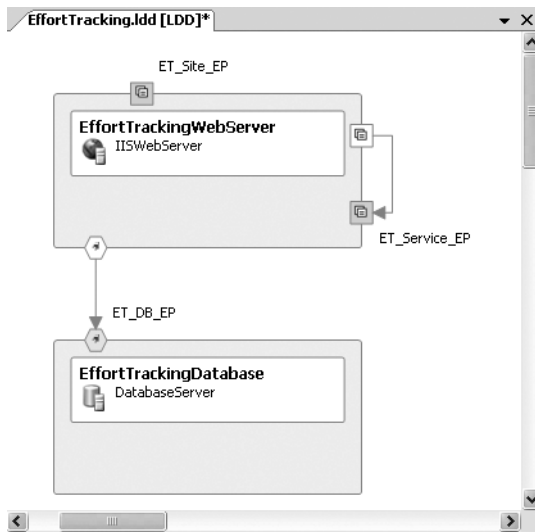 EffortTracking.ldd [LDD]*
ET_Site_EP
EffortTrackingWebServer
IISWebServer
ET_Service_EP
ET_DB_EP
EffortTrackingDatabase
DatabaseServer